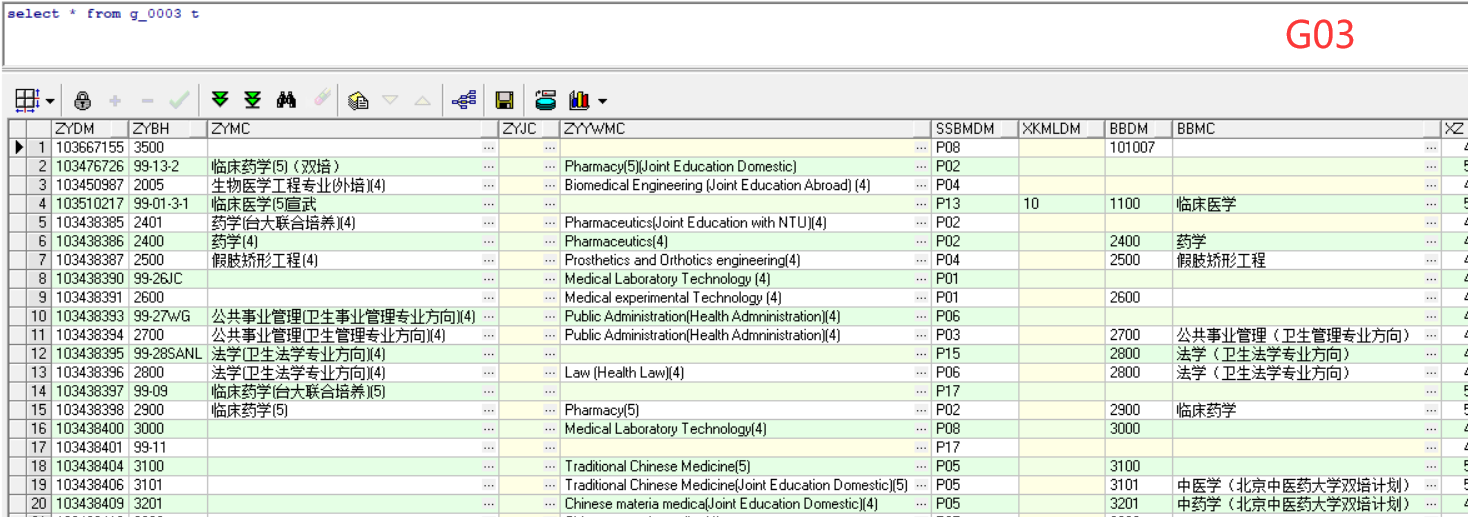 select * from g_0003 t
G03
ZYDM ZYBH ZYMC ZYJC ZYYWMC SSBMDM XKMLDM BBDM BBMC XZ
1 103667155 3500 ... ... ... P08 101007 ... 4
2 103476726 99-13-2 临床药学(5)（双培） ... ... Pharmacy(5)(Joint Education Domestic) ... P02 ... 5
3 103450987 2005 生物医学工程专业(外培)(4) ... ... Biomedical Engineering (Joint Education Abroad) (4) ... P04 ... 4
4 103510217 99-01-3-1 临床医学(5)宣武 ... ... ... P13 10 1100 临床医学 ... 5
5 103438385 2401 药学(台大联合培养)(4) ... ... Pharmaceutics(Joint Education with NTU)(4) ... P02 ... 4
6 103438386 2400 药学(4) ... ... Pharmaceutics(4) ... P02 2400 药学 ... 4
7 103438387 2500 假肢矫形工程(4) ... ... Prosthetics and Orthotics engineering(4) ... P04 2500 假肢矫形工程 ... 4
8 103438390 99-26JC ... ... Medical Laboratory Technology (4) ... P01 ... 4
9 103438391 2600 ... ... Medical experimental Technology (4) ... P01 2600 ... 4
10 103438393 99-27WG 公共事业管理(卫生事业管理专业方向)(4) ... ... Public Administration(Health Admninistration)(4) ... P06 ... 4
11 103438394 2700 公共事业管理(卫生管理专业方向)(4) ... ... Public Administration(Health Admninistration)(4) ... P03 2700 公共事业管理（卫生管理专业方向） ... 4
12 103438395 99-28SANL 法学(卫生法学专业方向)(4) ... ... ... P15 2800 法学（卫生法学专业方向） ... 4
13 103438396 2800 法学(卫生法学专业方向)(4) ... ... Law (Health Law)(4) ... P06 2800 法学（卫生法学专业方向） ... 4
14 103438397 99-09 临床药学(台大联合培养)(5) ... ... ... P17 ... 5
15 103438398 2900 临床药学(5) ... ... Pharmacy(5) ... P02 2900 临床药学 ... 5
16 103438400 3000 ... ... Medical Laboratory Technology(4) ... P08 3000 ... 4
17 103438401 99-11 ... ... ... P17 ... 4
18 103438404 3100 ... ... Traditional Chinese Medicine(5) ... P05 3100 ... 5
19 103438406 3101 ... ... Traditional Chinese Medicine(Joint Education Domestic)(5) ... P05 3101 中医学（北京中医药大学双培计划） ... 5
20 103438409 3201 ... ... Chinese materia medica(Joint Education Domestic)(4) ... P05 3201 中药学（北京中医药大学双培计划） ... 4